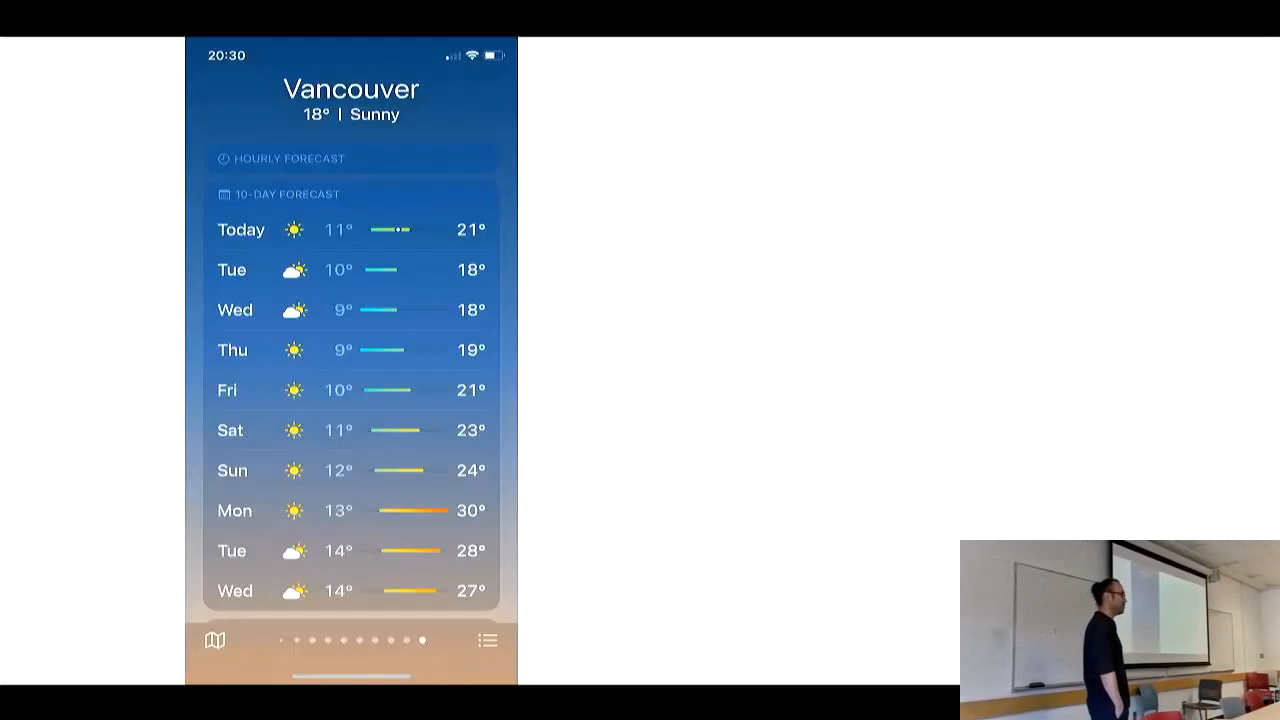 20:30
Vancouver
18° | Sunny
HOURLY FORECAST
10-DAY FORECAST
Today 11° 21°
Tue 10° 18°
Wed 9° 18°
Thu 9° 19°
Fri 10° 21°
Sat 11° 23°
Sun 12° 24°
Mon 13° 30°
Tue 14° 28°
Wed 14° 27°